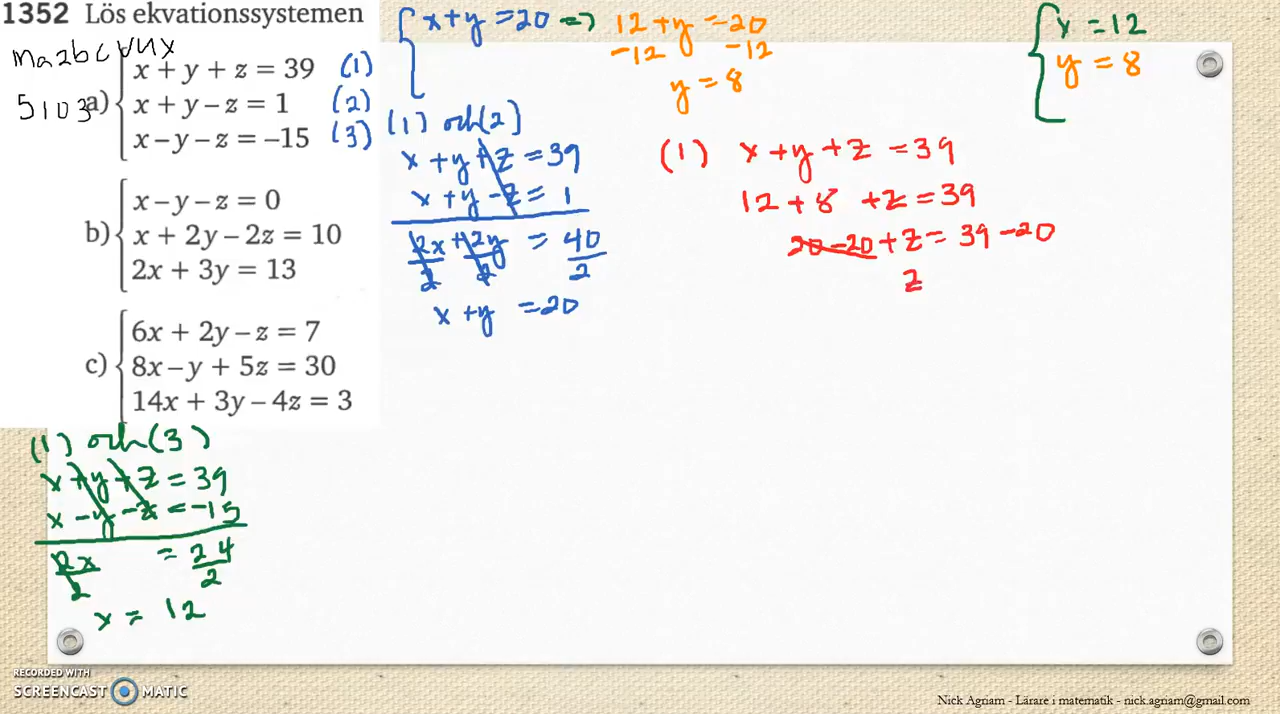 1352 Lös ekvationssystemen
ma2bc VUX
5103
a) x + y + z = 39 (1)
x + y – z = 1 (2)
x – y – z = –15 (3)
b) x – y – z = 0
x + 2y – 2z = 10
2x + 3y = 13
c) 6x + 2y – z = 7
8x – y + 5z = 30
14x + 3y – 4z = 3
(1) och (3)
x + y + z = 39
x - y - z = -15
2x/2 = 24/2
x = 12
x + y = 20 =>
(1) och (2)
x + y + z = 39
x + y - z = 1
2x/2 + 2y/2 = 40/2
x + y = 20
12 + y = 20
-12 -12
y = 8
(1) x + y + z = 39
12 + 8 + z = 39
20 - 20 + z = 39 - 20
z
x = 12
y = 8
RECORDED WITH
SCREENCAST MATIC
Nick Agriam - Lärare i matematik - nick.agriam@gmail.com